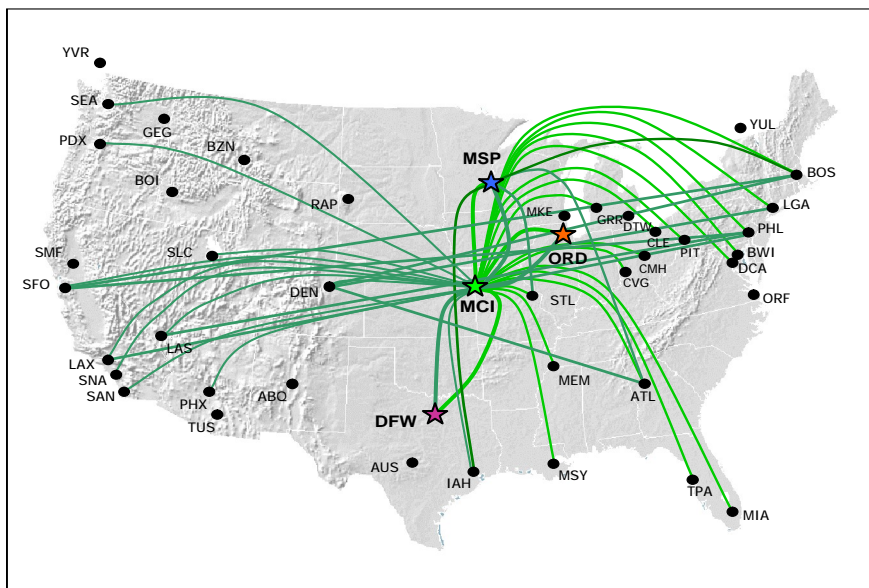 YVR
SEA
GEG
PDX
BZN
BOI
RAP
MSP
YUL
BOS
LGA
MKE
GRR
DTW
PHL
CLE
PIT
BWI
DCA
ORD
CMH
CVG
ORF
SMF
SLC
SFO
DEN
MCI
STL
LAS
LAX
SNA
SAN
PHX
TUS
ABQ
MEM
ATL
DFW
AUS
IAH
MSY
TPA
MIA